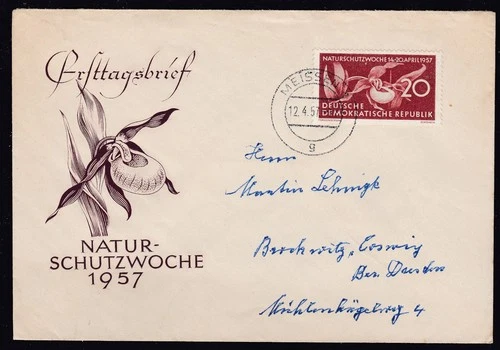 Ersttagsbrief
NATUR-
SCHUTZWOCHE
1957
NATURSCHUTZWOCHE 14-20.APRIL 1957
20
DEUTSCHE
DEMOKRATISCHE REPUBLIK
MEISSEN
12.4.57
g
Herrn
Martin Lehnigk
Brockwitz, Coswig
Bez. Dresden
Mühlenhügelweg 4